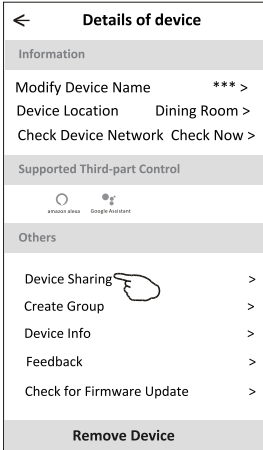 ← Details of device
Information
Modify Device Name *** >
Device Location Dining Room >
Check Device Network Check Now >
Supported Third-part Control
amazon alexa Google Assistant
Others
Device Sharing >
Create Group >
Device Info >
Feedback >
Check for Firmware Update >
Remove Device